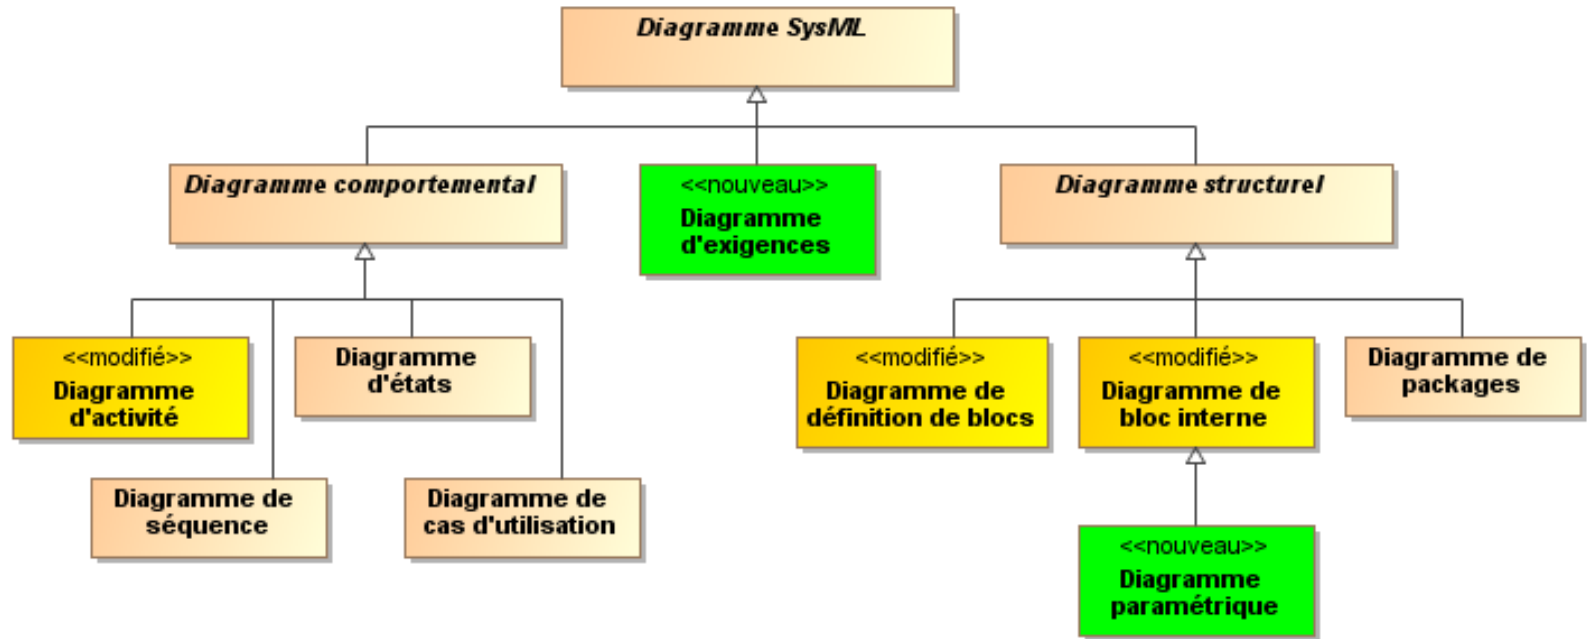 Diagramme SysML
Diagramme comportemental
<<nouveau>>
Diagramme
d'exigences
Diagramme structurel
<<modifié>>
Diagramme
d'activité
Diagramme
d'états
Diagramme de
séquence
Diagramme de
cas d'utilisation
<<modifié>>
Diagramme de
définition de blocs
<<modifié>>
Diagramme de
bloc interne
Diagramme de
packages
<<nouveau>>
Diagramme
paramétrique